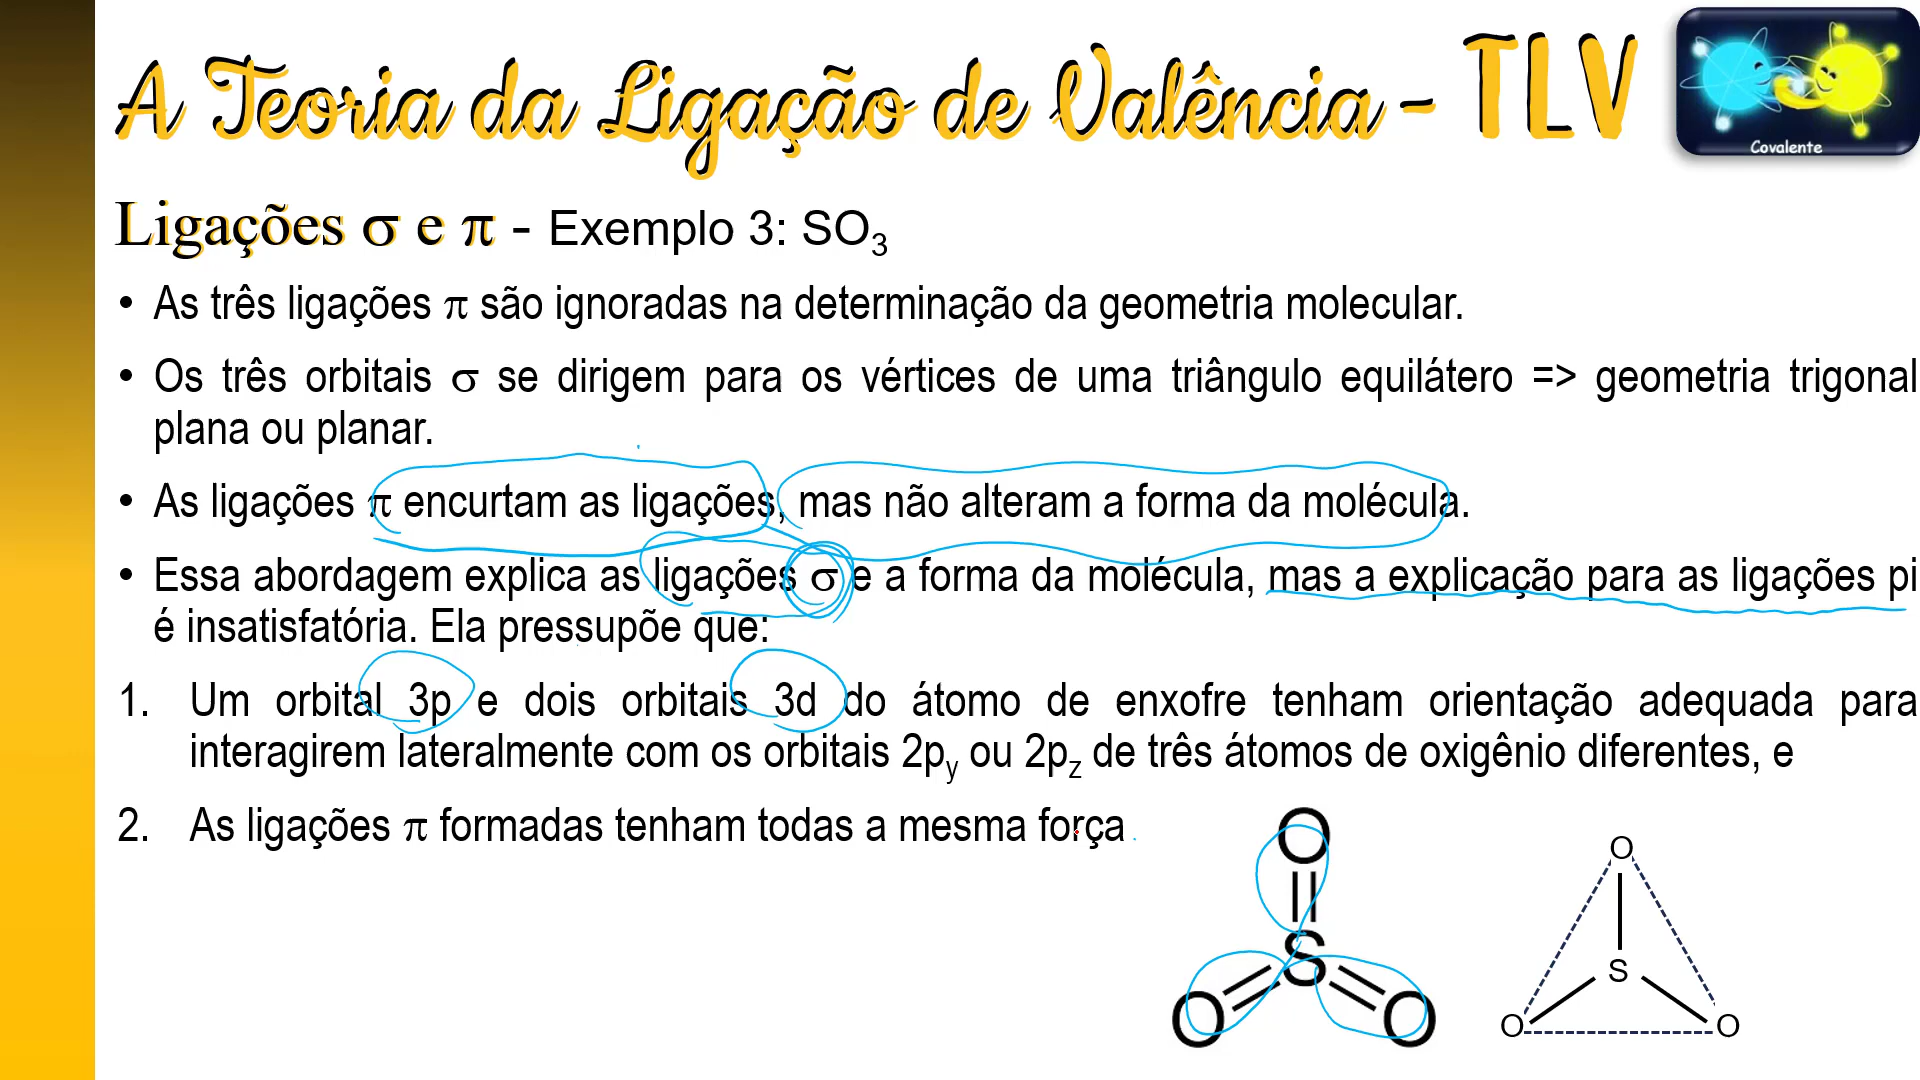 A Teoria da Ligação de Valência - TLV
Covalente
Ligações σ e π - Exemplo 3: SO₃
• As três ligações π são ignoradas na determinação da geometria molecular.
• Os três orbitais σ se dirigem para os vértices de uma triângulo equilátero => geometria trigonal
plana ou planar.
• As ligações π encurtam as ligações, mas não alteram a forma da molécula.
• Essa abordagem explica as ligações σ e a forma da molécula, mas a explicação para as ligações pi
é insatisfatória. Ela pressupõe que:
1. Um orbital 3p e dois orbitais 3d do átomo de enxofre tenham orientação adequada para
interagirem lateralmente com os orbitais 2py ou 2pz de três átomos de oxigênio diferentes, e
2. As ligações π formadas tenham todas a mesma força
O
S
O O
O
S
O O